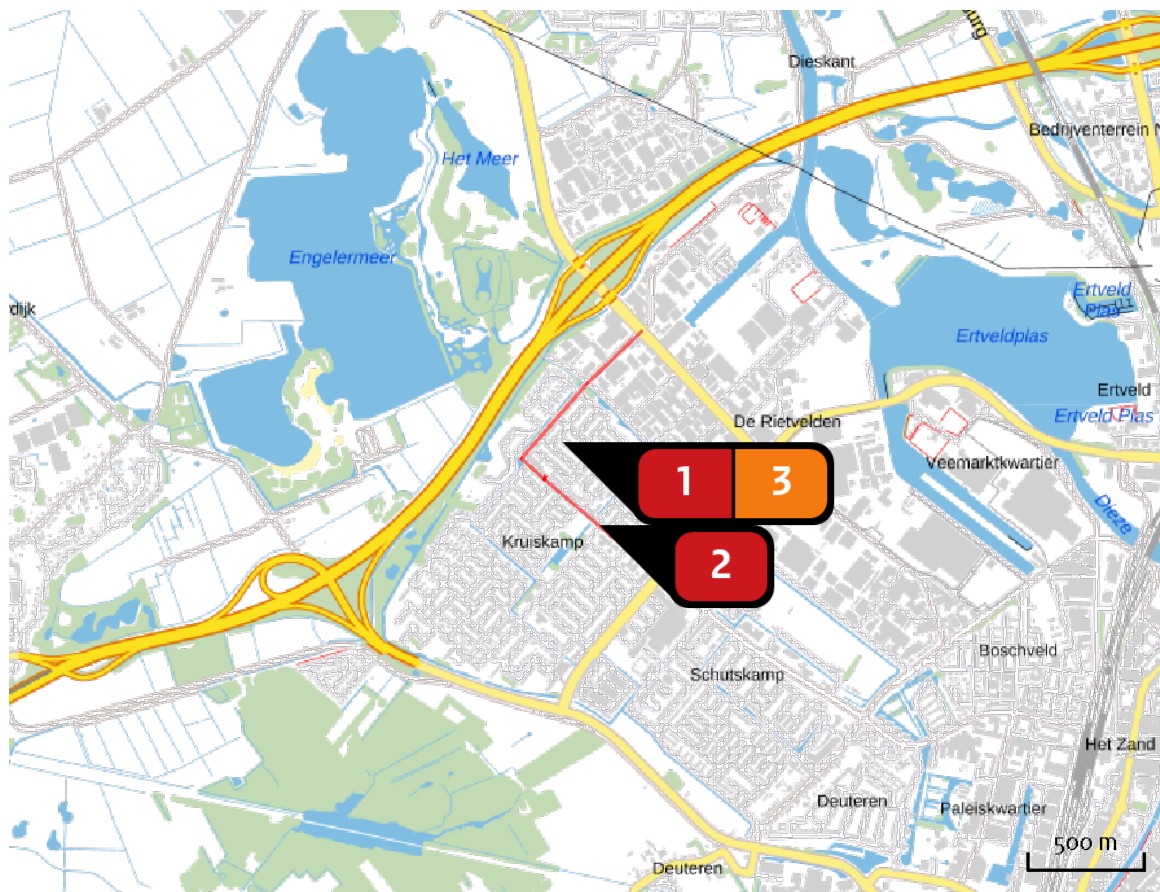 burg
Dieskant
Bedrijventerrein N
Het Meer
Engelermeer
Ertveld
Plas
dijk
Ertveldplas
Ertveld
Ertveld Plas
De Rietvelden
Veemarktkwartier
1
3
Dieze
Kruiskamp
2
Boschveld
Schutskamp
Het Zand
Deuteren
Paleiskwartier
500 m
Deuteren